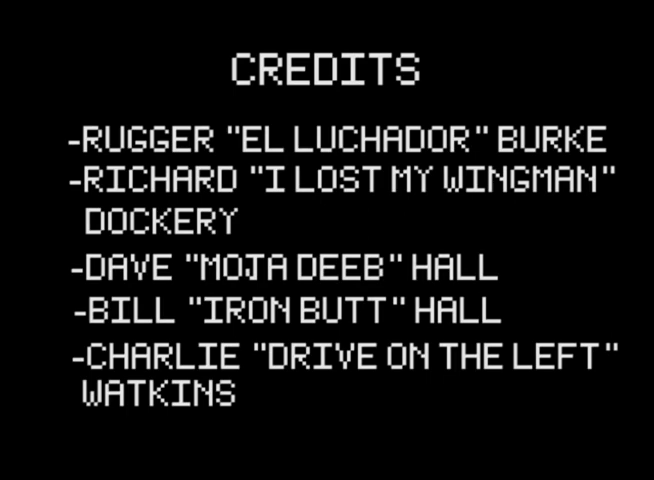 CREDITS
-RUGGER "EL LUCHADOR" BURKE
-RICHARD "I LOST MY WINGMAN"
DOCKERY
-DAVE "MOJA DEEB" HALL
-BILL "IRON BUTT" HALL
-CHARLIE "DRIVE ON THE LEFT"
WATKINS